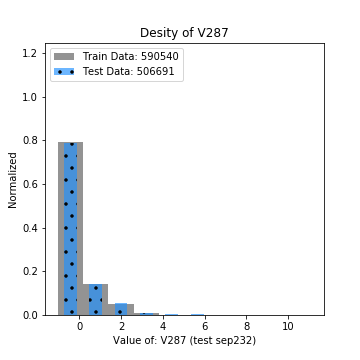 Desity of V287
Train Data: 590540
Test Data: 506691
Normalized
1.2
1.0
0.8
0.6
0.4
0.2
0.0
0 2 4 6 8 10
Value of: V287 (test sep232)